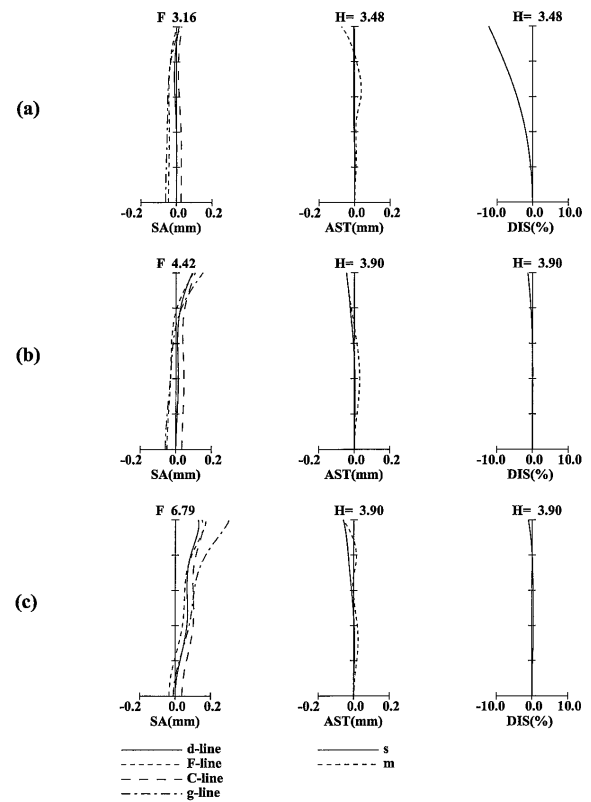 F 3.16 H= 3.48 H= 3.48
(a)
-0.2 0.0 0.2 -0.2 0.0 0.2 -10.0 0.0 10.0
SA(mm) AST(mm) DIS(%)
F 4.42 H= 3.90 H= 3.90
(b)
-0.2 0.0 0.2 -0.2 0.0 0.2 -10.0 0.0 10.0
SA(mm) AST(mm) DIS(%)
F 6.79 H= 3.90 H= 3.90
(c)
-0.2 0.0 0.2 -0.2 0.0 0.2 -10.0 0.0 10.0
SA(mm) AST(mm) DIS(%)
d-line s
F-line m
C-line
g-line